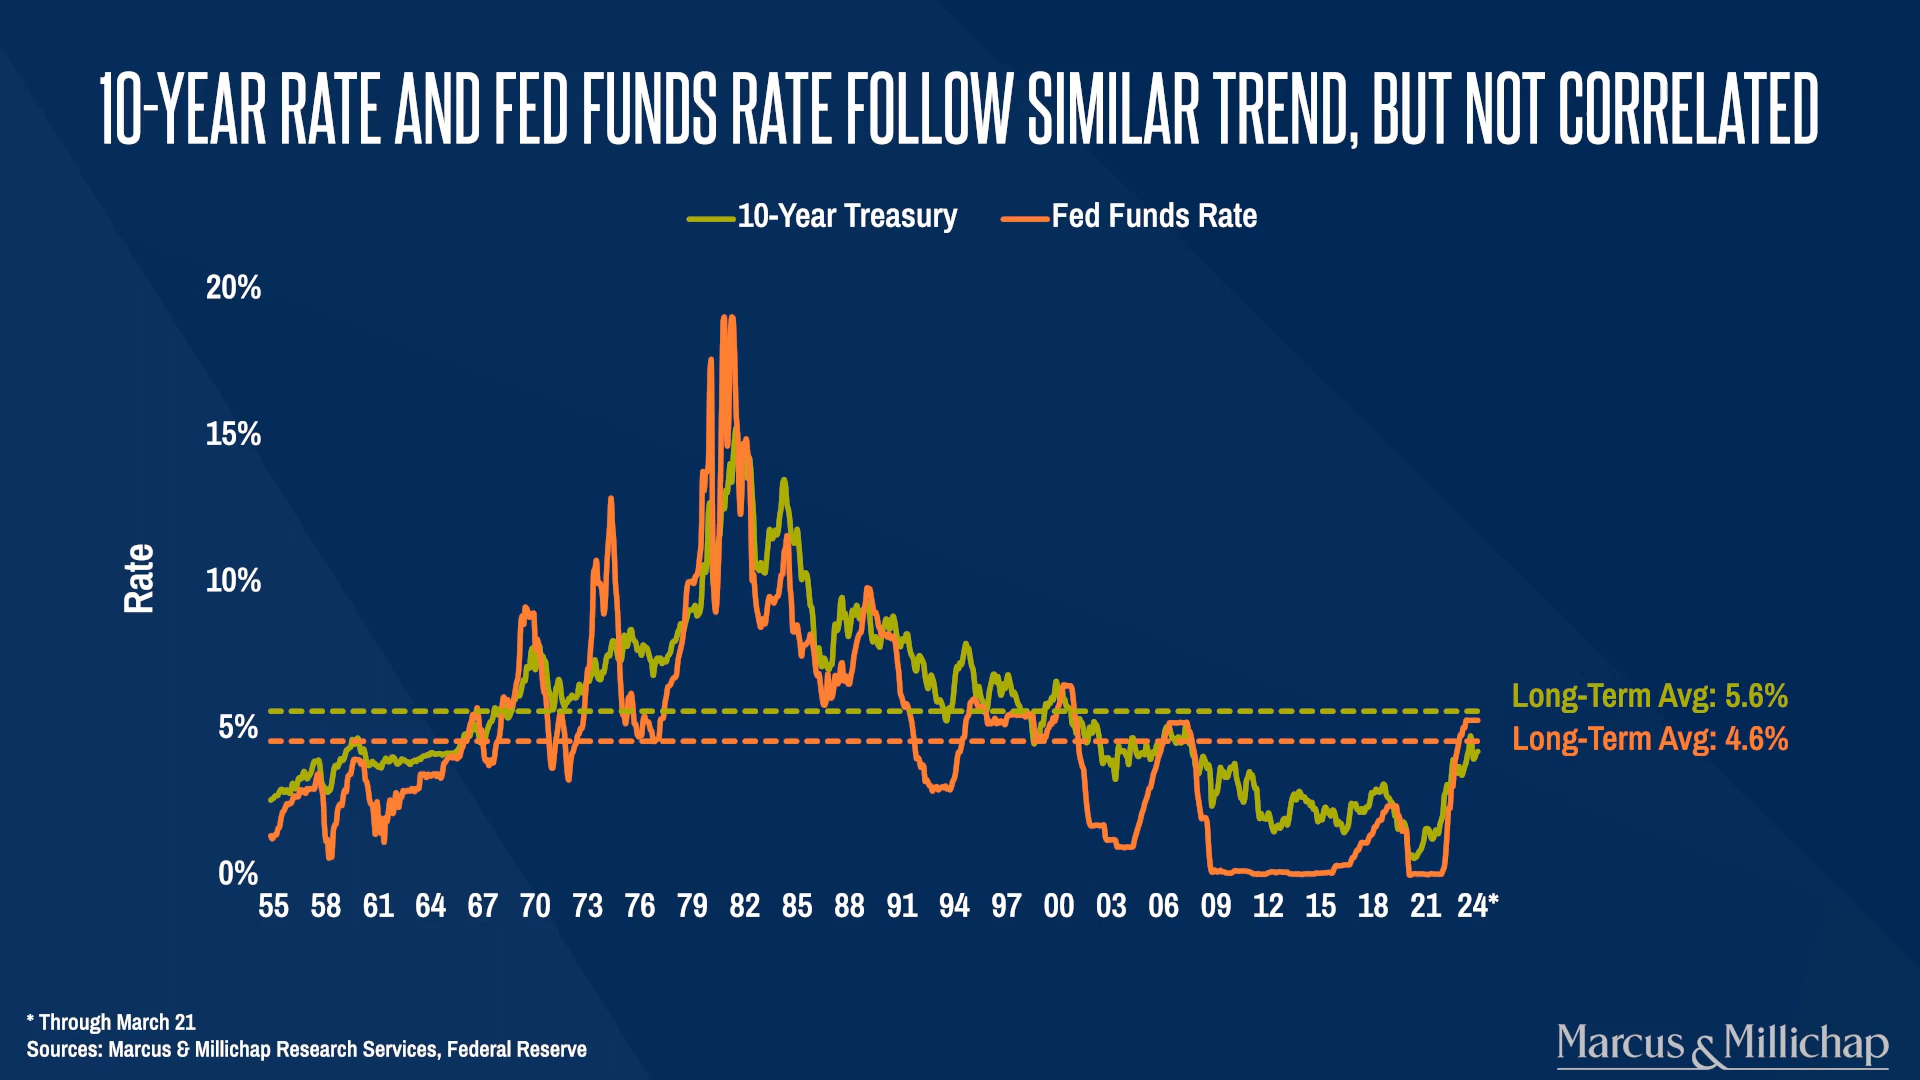 10-YEAR RATE AND FED FUNDS RATE FOLLOW SIMILAR TREND, BUT NOT CORRELATED
10-Year Treasury Fed Funds Rate
20%
15%
10%
5%
0%
Rate
Long-Term Avg: 5.6%
Long-Term Avg: 4.6%
55 58 61 64 67 70 73 76 79 82 85 88 91 94 97 00 03 06 09 12 15 18 21 24*
* Through March 21
Sources: Marcus & Millichap Research Services, Federal Reserve
Marcus & Millichap